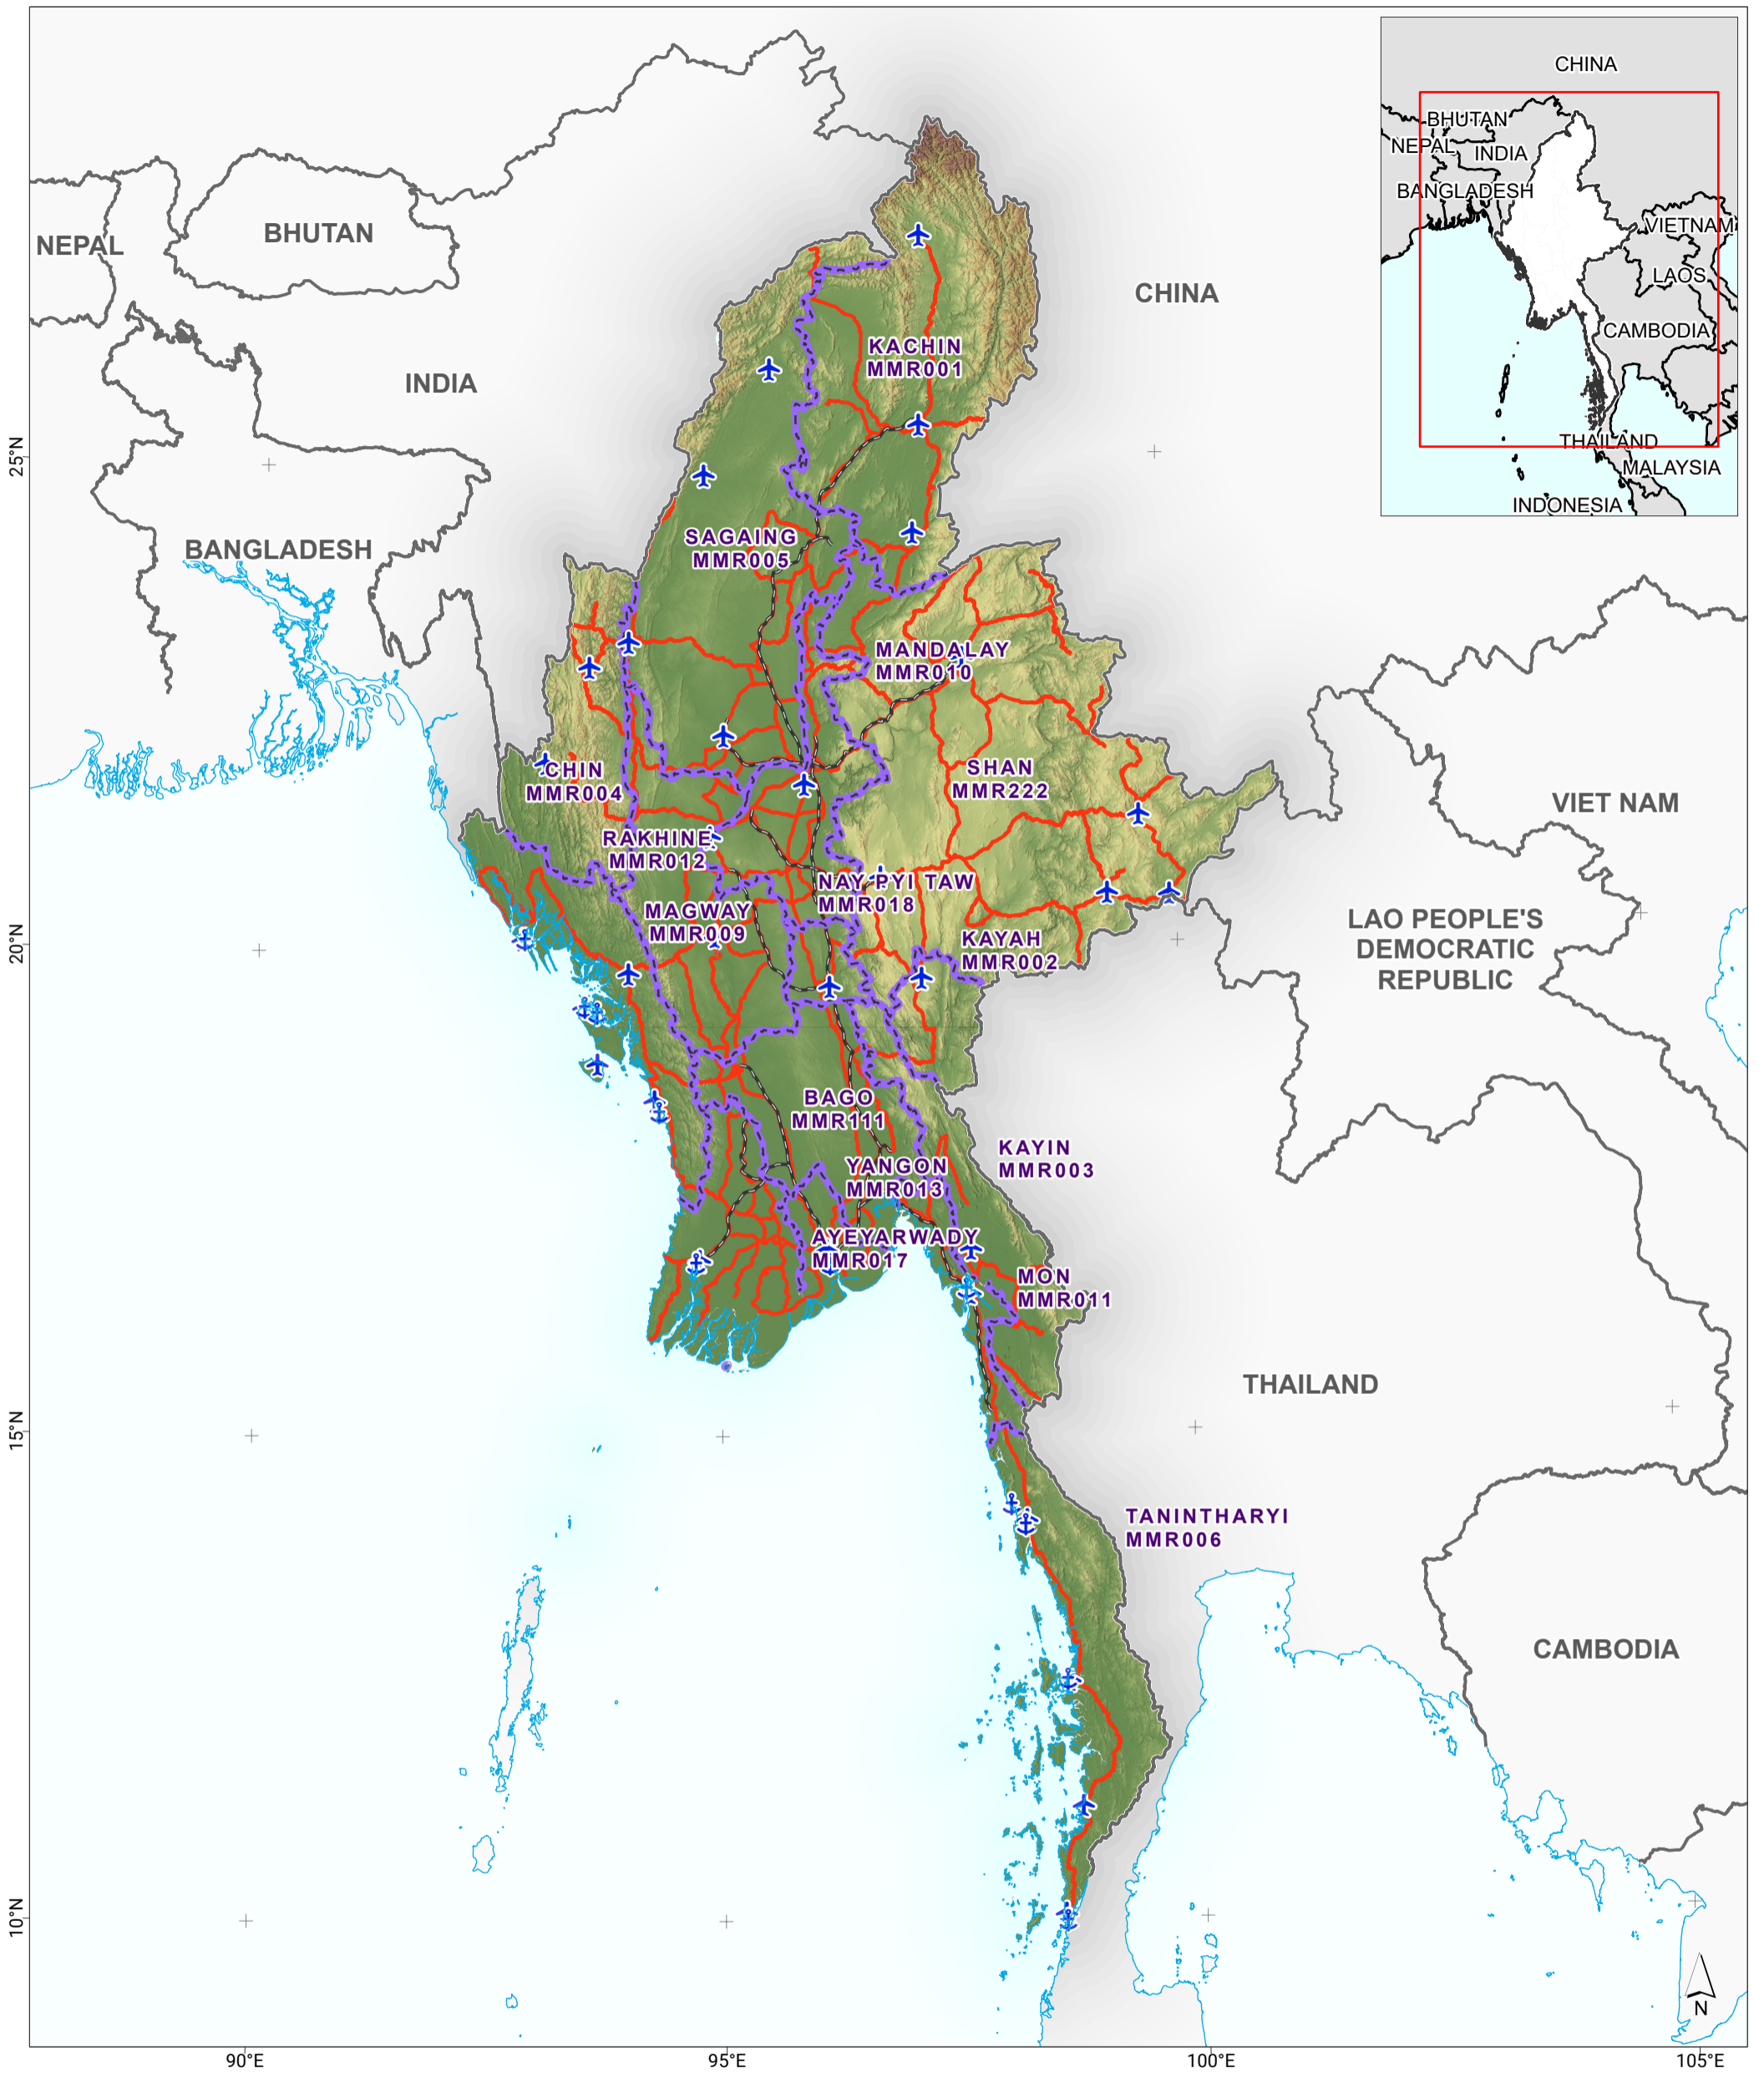 CHINA
BHUTAN
NEPAL
INDIA
BANGLADESH
VIETNAM
LAOS
CAMBODIA
THAILAND
MALAYSIA
INDONESIA
NEPAL
BHUTAN
CHINA
INDIA
BANGLADESH
KACHIN
MMR001
SAGAING
MMR005
MANDALAY
MMR010
SHAN
MMR222
CHIN
MMR004
RAKHINE
MMR012
NAY PYI TAW
MMR018
MAGWAY
MMR009
KAYAH
MMR002
BAGO
MMR111
KAYIN
MMR003
YANGON
MMR013
AYEYARWADY
MMR017
MON
MMR011
TANINTHARYI
MMR006
VIET NAM
LAO PEOPLE'S
DEMOCRATIC
REPUBLIC
THAILAND
CAMBODIA
25°N
20°N
15°N
10°N
N
90°E
95°E
100°E
105°E